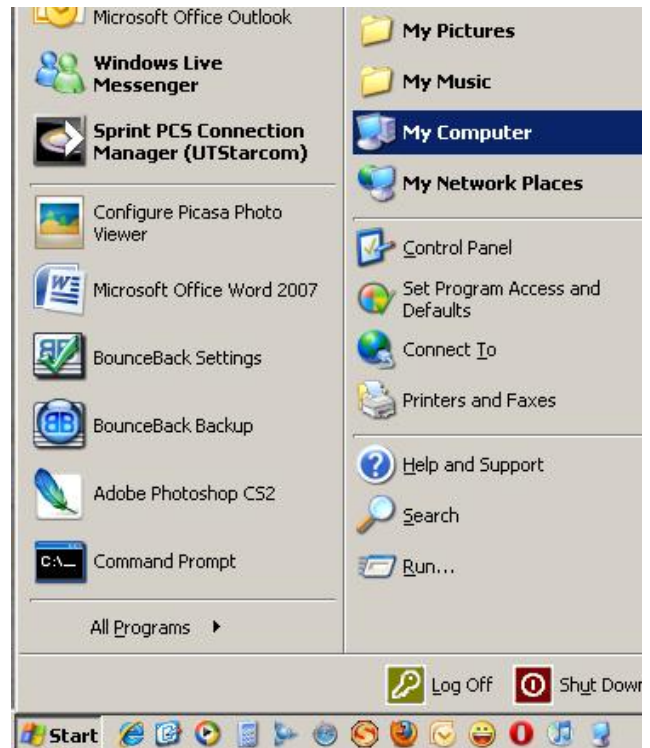 Microsoft Office Outlook
Windows Live
Messenger
Sprint PCS Connection
Manager (UTStarcom)
Configure Picasa Photo
Viewer
Microsoft Office Word 2007
BounceBack Settings
BounceBack Backup
Adobe Photoshop CS2
C:\_
Command Prompt
All Programs
My Pictures
My Music
My Computer
My Network Places
Control Panel
Set Program Access and
Defaults
Connect To
Printers and Faxes
Help and Support
Search
Run...
Log Off
Shut Down
Start